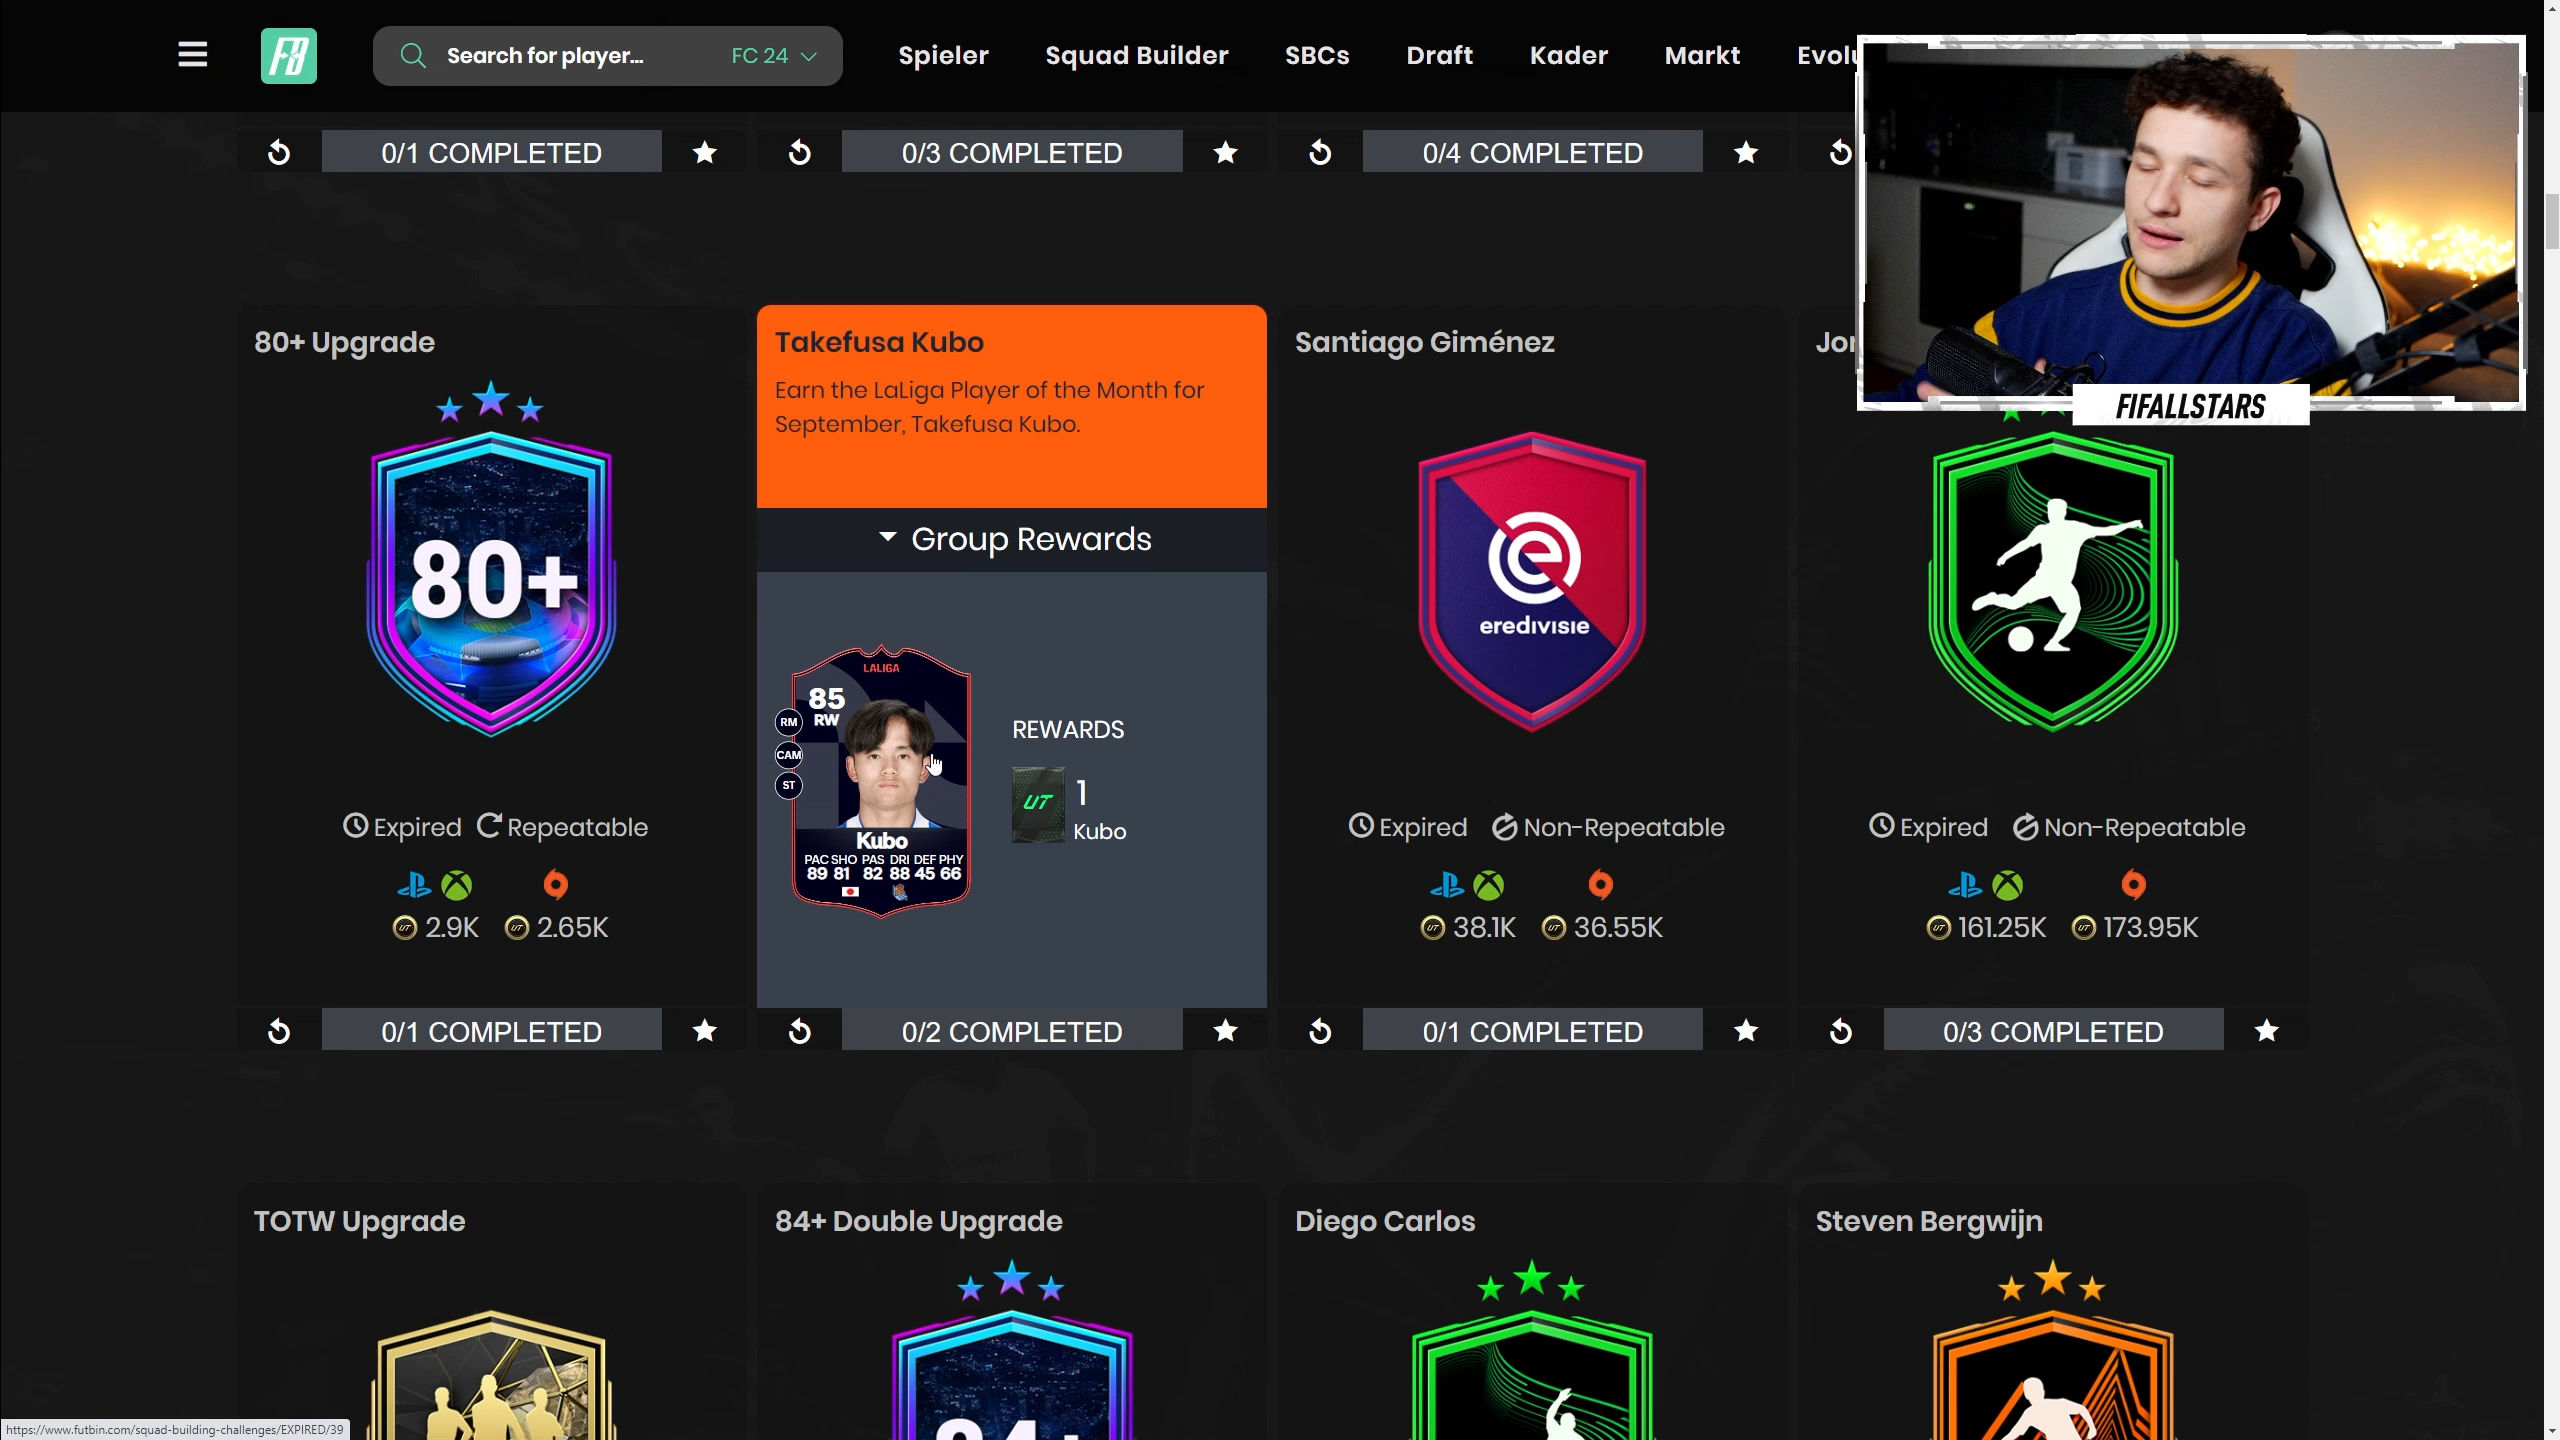 FB
Search for player...
FC 24
Spieler
Squad Builder
SBCs
Draft
Kader
Markt
FIFALLSTARS
0/1 COMPLETED
0/3 COMPLETED
0/4 COMPLETED
80+ Upgrade
80+
Expired
Repeatable
2.9K
2.65K
0/1 COMPLETED
Takefusa Kubo
Earn the LaLiga Player of the Month for
September, Takefusa Kubo.
Group Rewards
LALIGA
85
RW
RM
CAM
ST
Kubo
PAC SHO PAS DRI DEF PHY
89 81 82 88 45 66
REWARDS
UT
1
Kubo
0/2 COMPLETED
Santiago Giménez
eredivisie
Expired
Non-Repeatable
38.1K
36.55K
0/1 COMPLETED
Expired
Non-Repeatable
161.25K
173.95K
0/3 COMPLETED
TOTW Upgrade
84+ Double Upgrade
84+
Diego Carlos
Steven Bergwijn
https://www.futbin.com/squad-building-challenges/EXPIRED/39